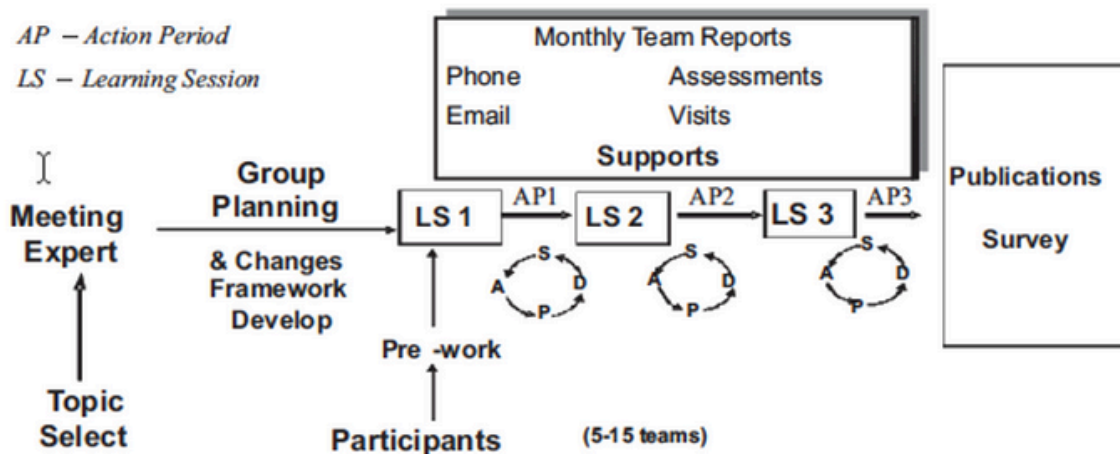 AP – Action Period
LS – Learning Session
Monthly Team Reports
Phone Assessments
Email Visits
Supports
Meeting
Expert
Group
Planning
& Changes
Framework
Develop
Topic
Select
LS 1
AP1
LS 2
AP2
LS 3
AP3
S
A D
P
S
A D
P
S
A D
P
Pre -work
Participants (5-15 teams)
Publications
Survey